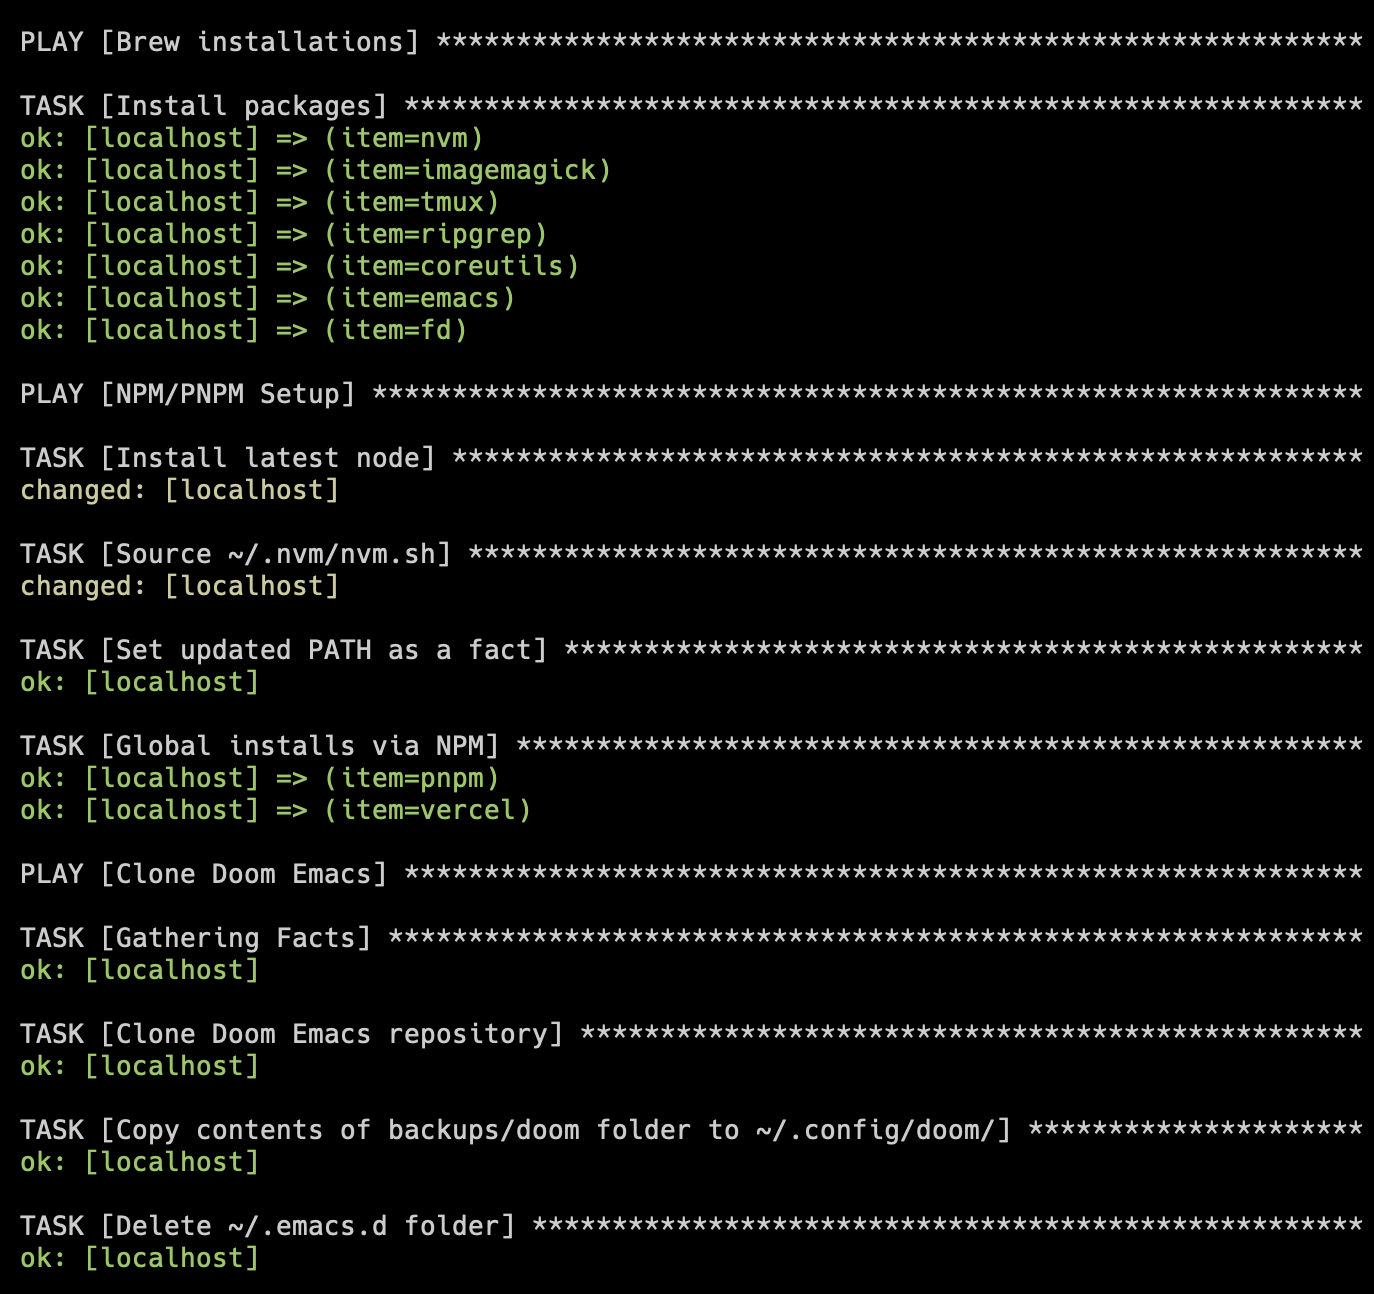 PLAY [Brew installations] **********************************************************
TASK [Install packages] ************************************************************
ok: [localhost] => (item=nvm)
ok: [localhost] => (item=imagemagick)
ok: [localhost] => (item=tmux)
ok: [localhost] => (item=ripgrep)
ok: [localhost] => (item=coreutils)
ok: [localhost] => (item=emacs)
ok: [localhost] => (item=fd)
PLAY [NPM/PNPM Setup] **************************************************************
TASK [Install latest node] *********************************************************
changed: [localhost]
TASK [Source ~/.nvm/nvm.sh] ********************************************************
changed: [localhost]
TASK [Set updated PATH as a fact] **************************************************
ok: [localhost]
TASK [Global installs via NPM] *****************************************************
ok: [localhost] => (item=pnpm)
ok: [localhost] => (item=vercel)
PLAY [Clone Doom Emacs] ************************************************************
TASK [Gathering Facts] *************************************************************
ok: [localhost]
TASK [Clone Doom Emacs repository] *************************************************
ok: [localhost]
TASK [Copy contents of backups/doom folder to ~/.config/doom/] *********************
ok: [localhost]
TASK [Delete ~/.emacs.d folder] ****************************************************
ok: [localhost]